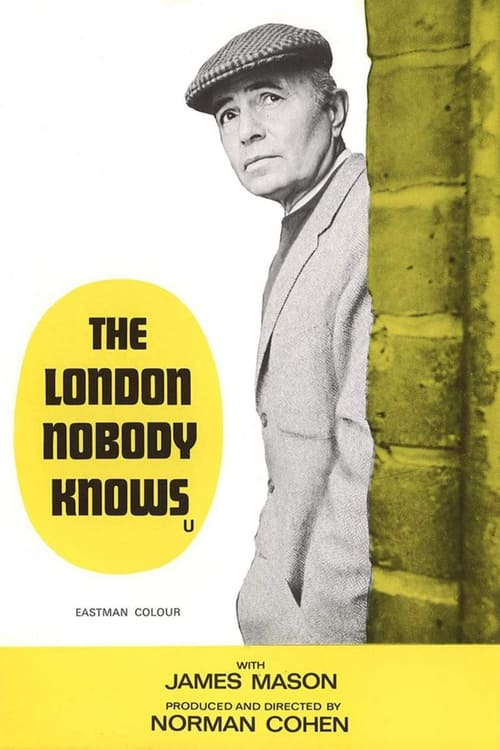 THE
LONDON
NOBODY
KNOWS
U
EASTMAN COLOUR
WITH
JAMES MASON
PRODUCED AND DIRECTED BY
NORMAN COHEN